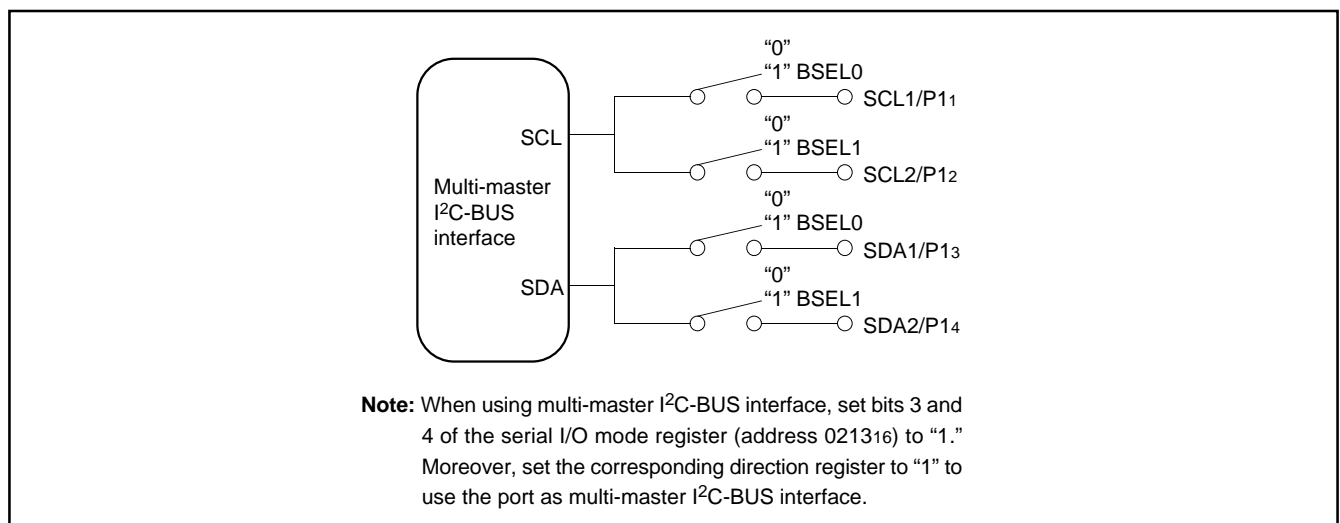 “0”
“1” BSEL0
SCL1/P11
“0”
“1” BSEL1
SCL2/P12
“0”
“1” BSEL0
SDA1/P13
“0”
“1” BSEL1
SDA2/P14
SCL
Multi-master
I2C-BUS
interface
SDA
Note: When using multi-master I2C-BUS interface, set bits 3 and
4 of the serial I/O mode register (address 021316) to “1.”
Moreover, set the corresponding direction register to “1” to
use the port as multi-master I2C-BUS interface.